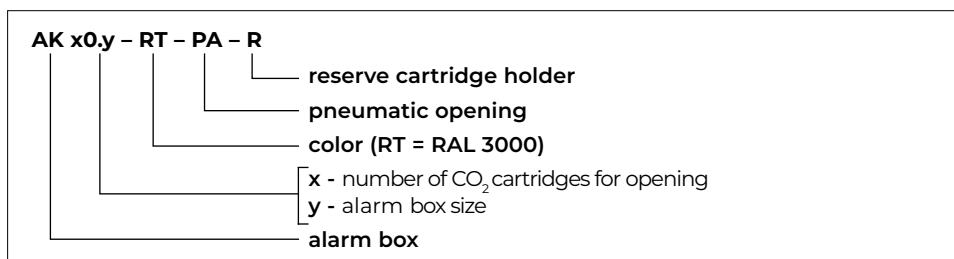 AK x0.y – RT – PA – R
reserve cartridge holder
pneumatic opening
color (RT = RAL 3000)
x - number of CO₂ cartridges for opening
y - alarm box size
alarm box